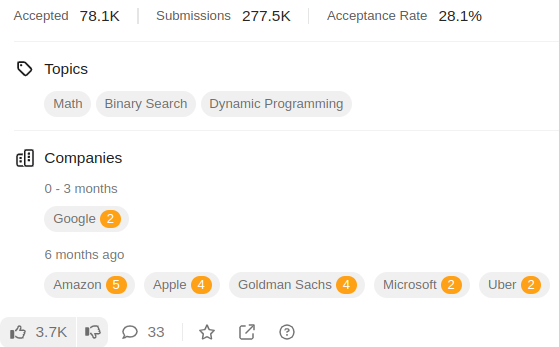 Accepted 78.1K Submissions 277.5K Acceptance Rate 28.1%
Topics
Math Binary Search Dynamic Programming
Companies
0 - 3 months
Google 2
6 months ago
Amazon 5 Apple 4 Goldman Sachs 4 Microsoft 2 Uber 2
3.7K 33